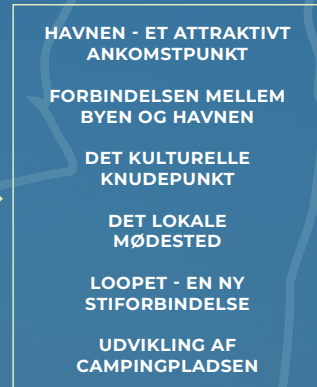 HAVNEN - ET ATTRAKTIVT
ANKOMSTPUNKT
FORBINDELSEN MELLEM
BYEN OG HAVNEN
DET KULTURELLE
KNUDEPUNKT
DET LOKALE
MØDESTED
LOOPET - EN NY
STIFORBINDELSE
UDVIKLING AF
CAMPINGPLADSEN